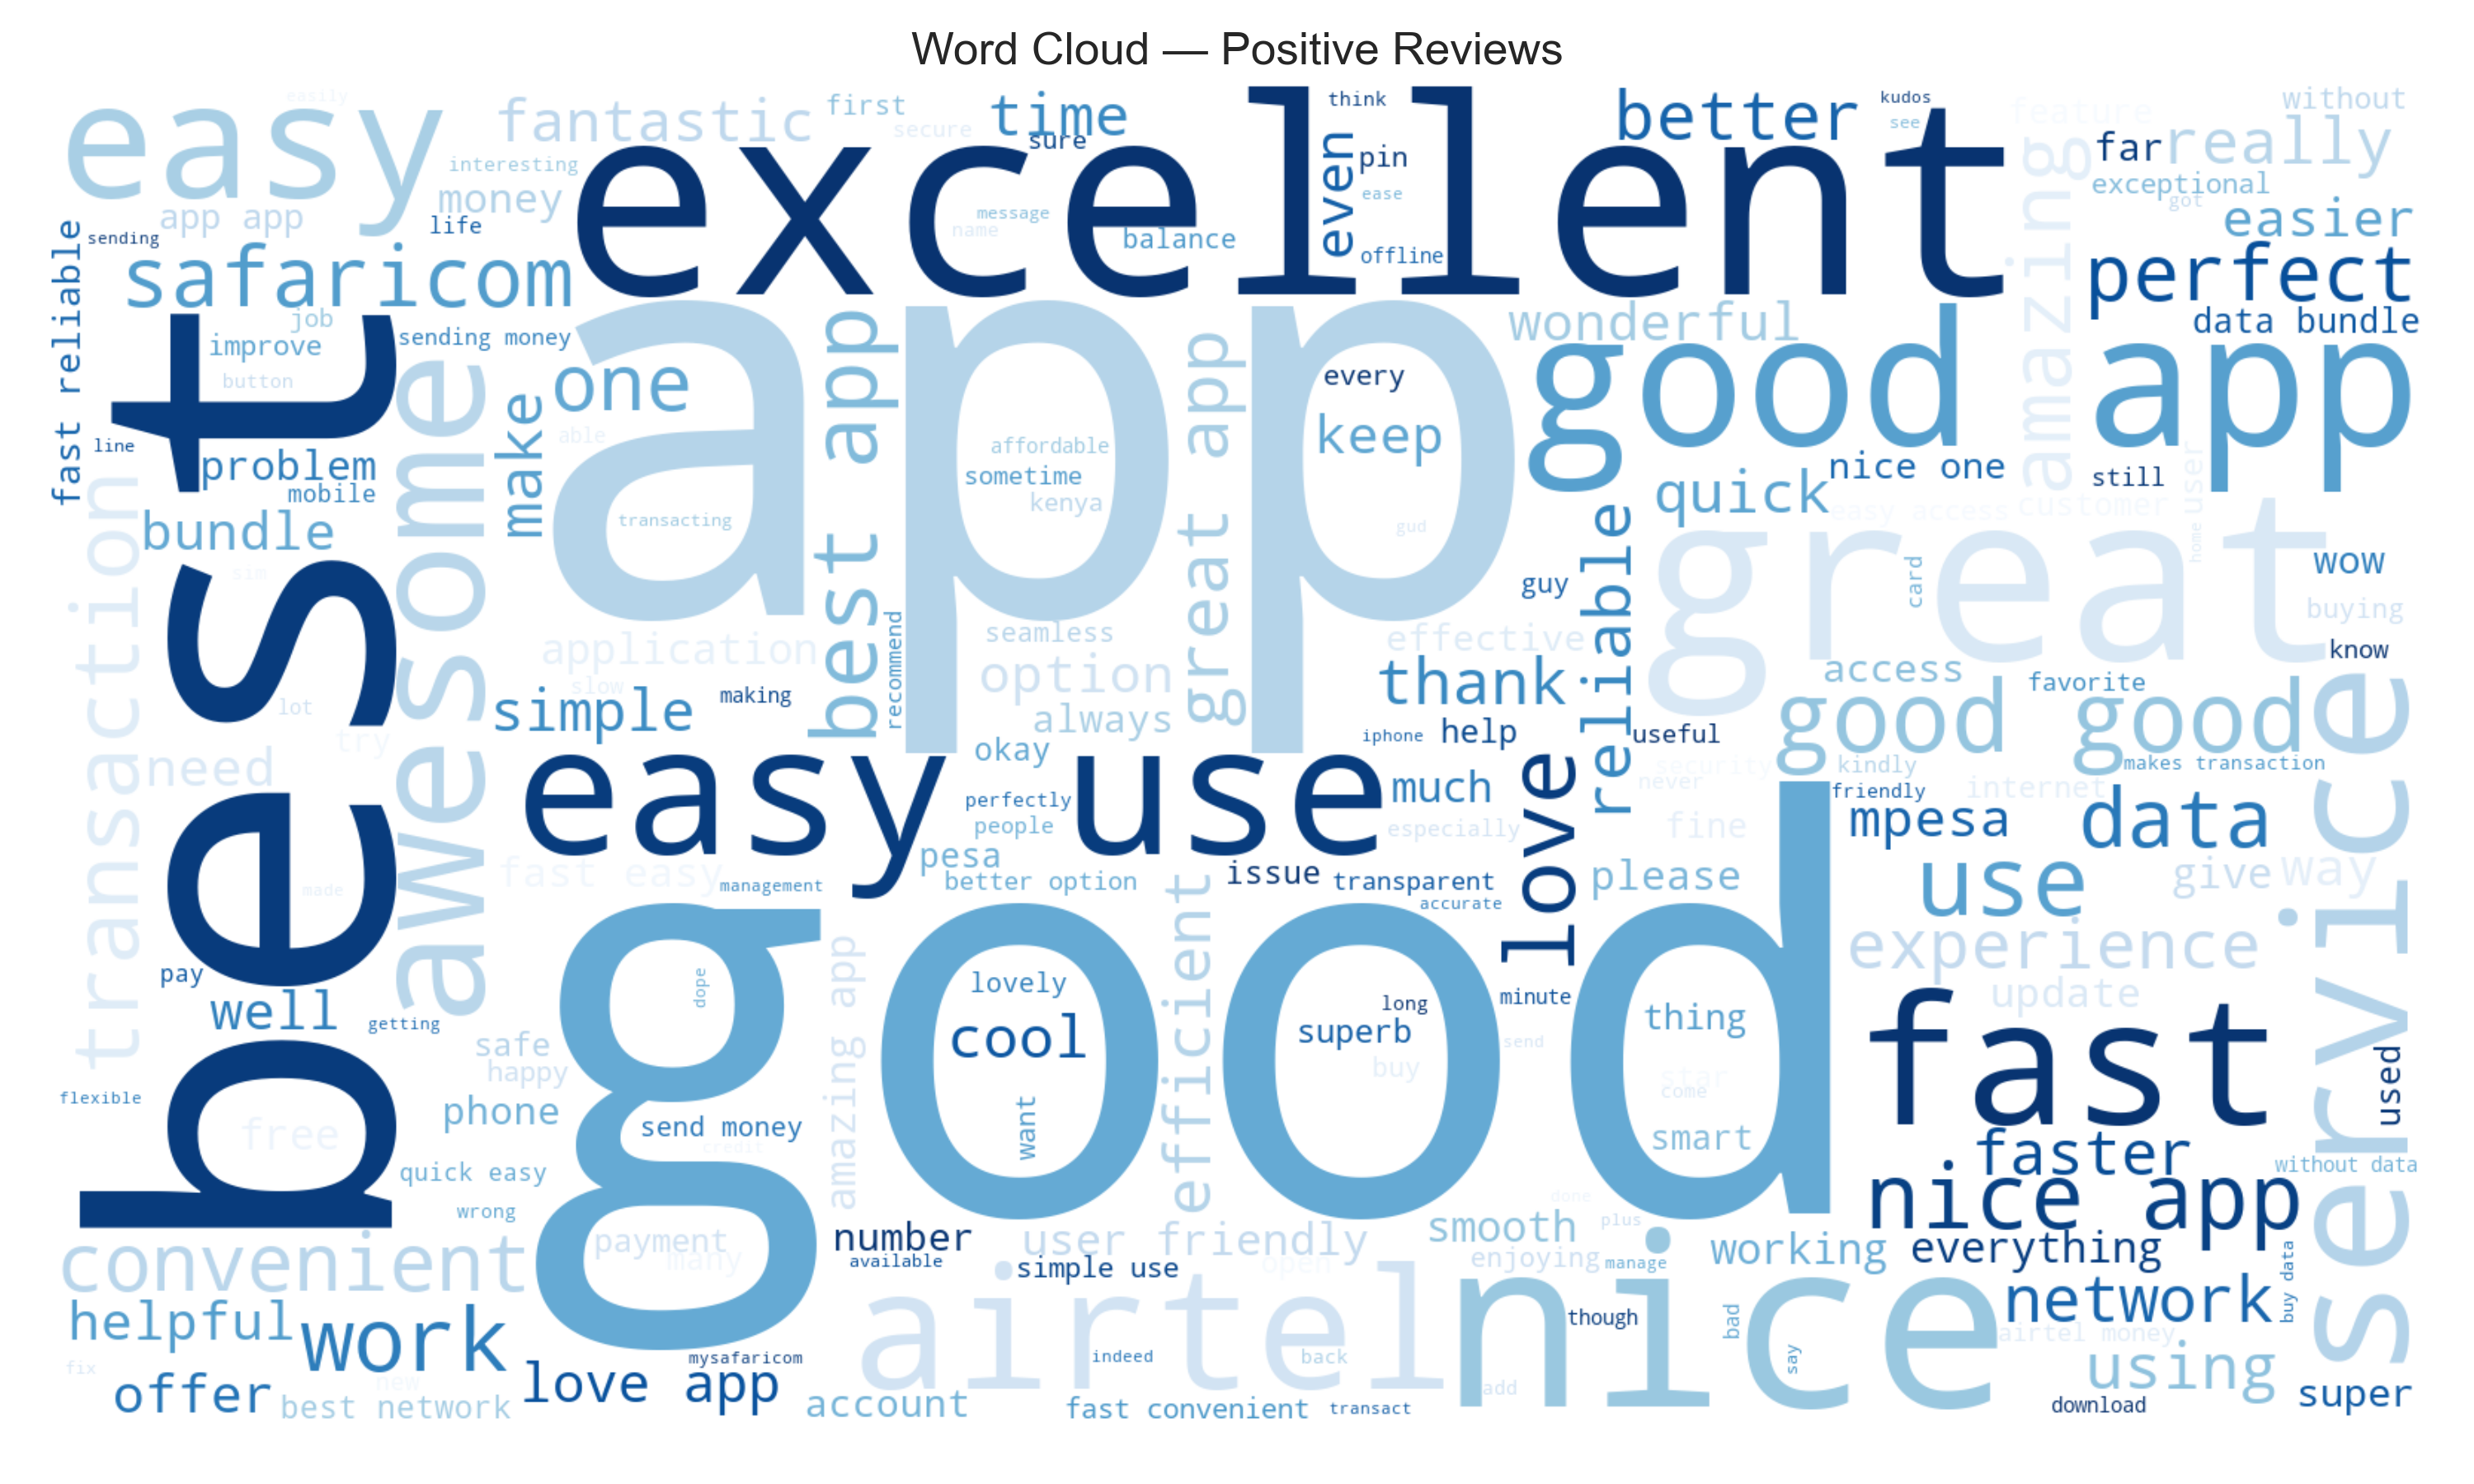 Word Cloud — Positive Reviews
easily
easy
fantastic
first
time
think
better
kudos
feature
without
secure
sure
see
far
really
interesting
excellent
even
pin
amazing
exceptional
money
ease
got
app app
life
message
name
balance
offline
easier
sending
safaricom
perfect
fast reliable
job
sending money
wonderful
data bundle
improve
app
good app
button
one
best app
great app
every
make
able
keep
line
problem
affordable
quick
nice one
still
user
mobile
sometime
kenya
easy access
customer
bundle
awesome
transacting
gud
great
home
sim
best
reliable
guy
card
wow
buying
application
seamless
effective
know
transaction
recommend
option
thank
access
slow
simple
making
favorite
lot
always
good good
try
okay
iphone
help
useful
need
easy use
security
kindly
makes transaction
never
much
love
friendly
internet
perfectly
people
especially
fine
mpesa
data
pesa
fast easy
management
better option
issue
transparent
please
use
give
way
made
accurate
service
efficient
experience
pay
good
dope
lovely
long
minute
update
well
getting
amazing app
cool
superb
thing
fast
safe
happy
send
buy
star
come
used
flexible
phone
want
free
send money
credit
smart
faster
quick easy
without data
done
nice app
wrong
number
user friendly
smooth
plus
convenient
payment
many
available
simple use
open
enjoying
manage
working
everything
helpful
airtel
nice
network
buy data
work
though
bad
airtel money
fix
mysafaricom
indeed
back
say
using
offer
new
love app
add
super
best network
account
fast convenient
transact
download